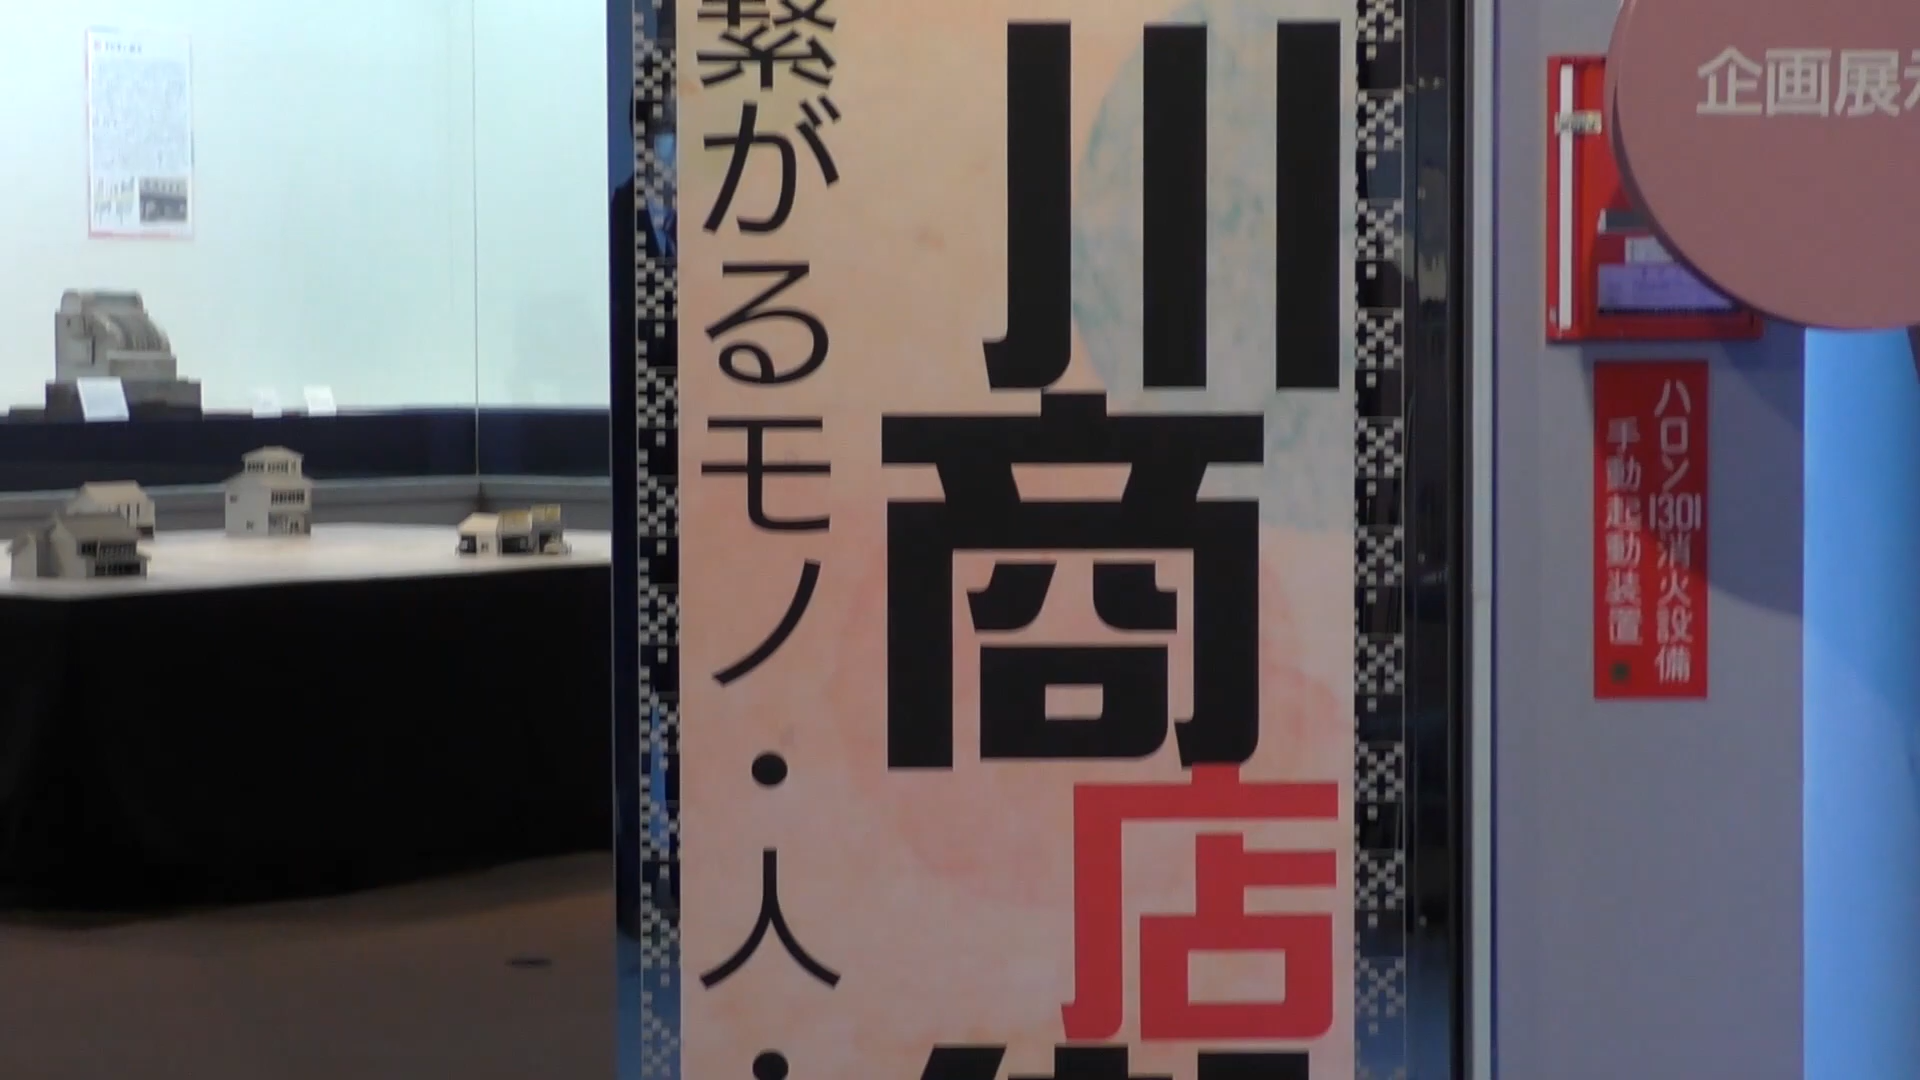 川商店
繋がるモノ・人・
企画展示
ハロン1301消火設備
手動起動装置